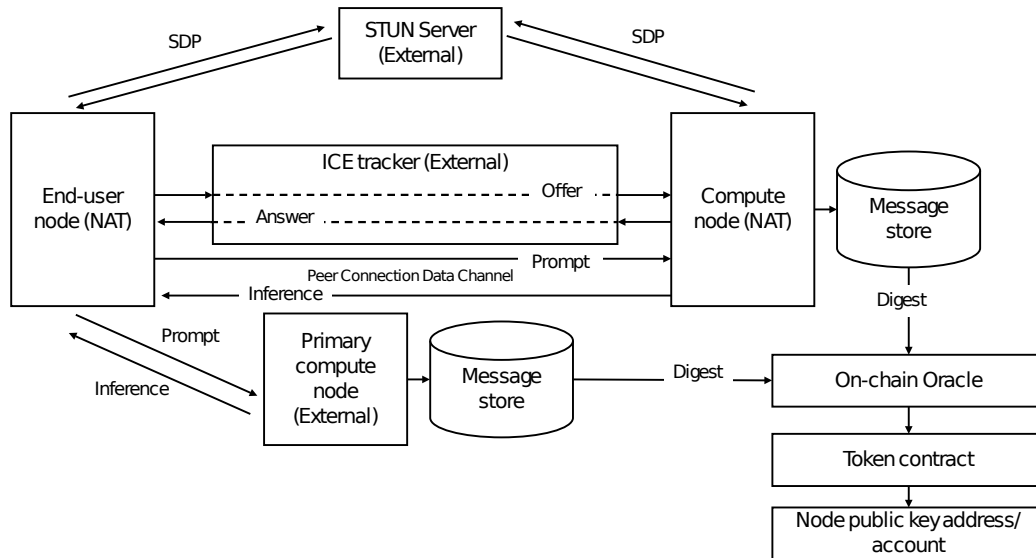 STUN Server
(External)
SDP
SDP
ICE tracker (External)
End-user
node (NAT)
Offer
Answer
Compute
node (NAT)
Message
store
Prompt
Peer Connection Data Channel
Inference
Digest
Prompt
Inference
Primary
compute
node
(External)
Message
store
Digest
On-chain Oracle
Token contract
Node public key address/
account